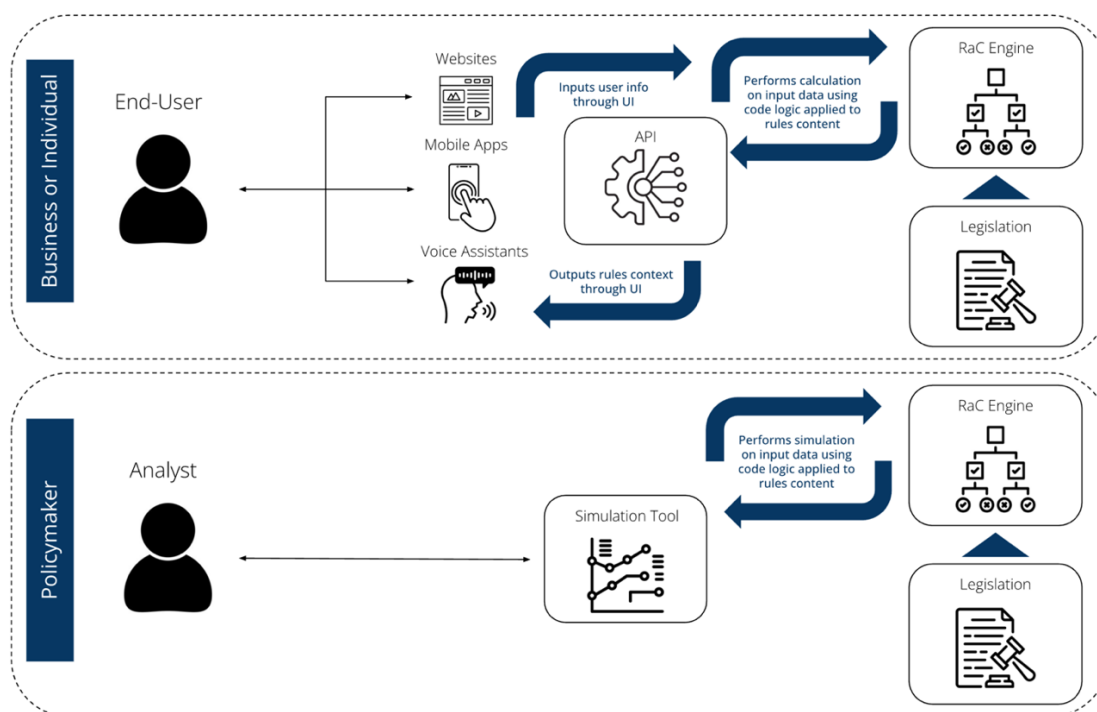 Business or Individual
End-User
Websites
Mobile Apps
Voice Assistants
Inputs user info
through UI
API
Outputs rules context
through UI
Performs calculation
on input data using
code logic applied to
rules content
RaC Engine
Legislation
Policymaker
Analyst
Simulation Tool
Performs simulation
on input data using
code logic applied to
rules content
RaC Engine
Legislation